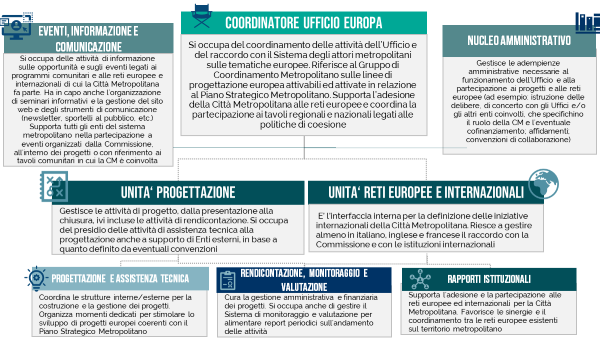 EVENTI, INFORMAZIONE E
COMUNICAZIONE
Si occupa delle attività di informazione
sulle opportunità e sugli eventi legati ai
programmi comunitari e alle reti europee e
internazionali di cui la Città Metropolitana
fa parte. Ha in capo anche l'organizzazione
di seminari informativi e la gestione del sito
web e degli strumenti di comunicazione
(newsletter, sportelli al pubblico, etc.)
Supporta tutti gli enti del sistema
metropolitano nella partecipazione a
eventi organizzati dalla Commissione,
all'interno dei progetti o con riferimento ai
tavoli comunitari in cui la CM è coinvolta
COORDINATORE UFFICIO EUROPA
Si occupa del coordinamento delle attività dell'Ufficio e
del raccordo con il Sistema degli attori metropolitani
sulle tematiche europee. Riferisce al Gruppo di
Coordinamento Metropolitano sulle linee di
progettazione europea attivabili ed attivate in relazione
al Piano Strategico Metropolitano. Supporta l'adesione
della Città Metropolitana alle reti europee e coordina la
partecipazione ai tavoli regionali e nazionali legati alle
politiche di coesione
NUCLEO AMMINISTRATIVO
Gestisce le adempienze
amministrative necessarie al
funzionamento dell'Ufficio e alla
partecipazione ai progetti e alle reti
europee (ad esempio: istruzione delle
delibere, di concerto con gli Uffici e/o
gli altri enti coinvolti, che specifichino
il ruolo della CM e l'eventuale
cofinanziamento; affidamenti;
convenzioni di collaborazione)
UNITA' PROGETTAZIONE
Gestisce le attività di progetto, dalla presentazione alla
chiusura, ivi incluse le attività di rendicontazione. Si occupa
del presidio delle attività di assistenza tecnica alla
progettazione anche a supporto di Enti esterni, in base a
quanto definito da eventuali convenzioni
UNITA' RETI EUROPEE E INTERNAZIONALI
E' l'interfaccia interna per la definizione delle iniziative
internazionali della Città Metropolitana. Riesce a gestire
almeno in italiano, inglese e francese il raccordo con la
Commissione e con le istituzioni internazionali
PROGETTAZIONE E ASSISTENZA TECNICA
Coordina le strutture interne/esterne per la
costruzione e la gestione dei progetti.
Organizza momenti dedicati per stimolare lo
sviluppo di progetti europei coerenti con il
Piano Strategico Metropolitano
RENDICONTAZIONE, MONITORAGGIO E
VALUTAZIONE
Cura la gestione amministrativa e finanziaria
dei progetti. Si occupa anche di gestire il
Sistema di monitoraggio e valutazione per
alimentare report periodici sull'andamento
delle attività
RAPPORTI ISTITUZIONALI
Supporta l'adesione e la partecipazione alle
reti europee ed internazionali per la Città
Metropolitana. Favorisce le sinergie e il
coordinamento tra le reti europee esistenti
sul territorio metropolitano